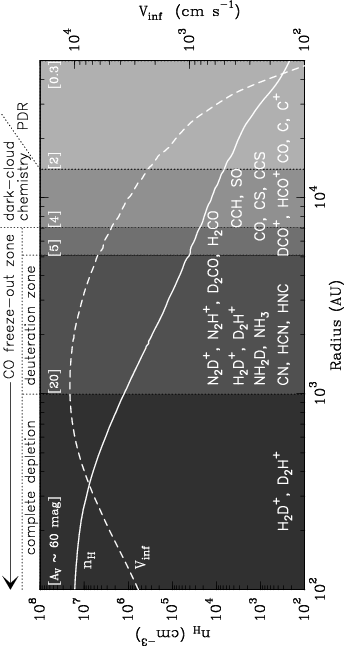 CO freeze-out zone
complete depletion
deuteration zone
dark-cloud
chemistry
PDR
[A_V ~ 60 mag]
[20]
[5]
[4]
[2]
[0.3]
n_H
V_inf
N₂D⁺, N₂H⁺, D₂CO, H₂CO
H₂D⁺, D₂H⁺
CCH, SO
NH₂D, NH₃
CO, CS, CCS
CN, HCN, HNC
DCO⁺, HCO⁺
CO, C, C⁺
H₂D⁺, D₂H⁺
n_H (cm⁻³)
10⁸
10⁷
10⁶
10⁵
10⁴
10³
10²
V_inf (cm s⁻¹)
10⁴
10³
10²
10²
10³
10⁴
Radius (AU)